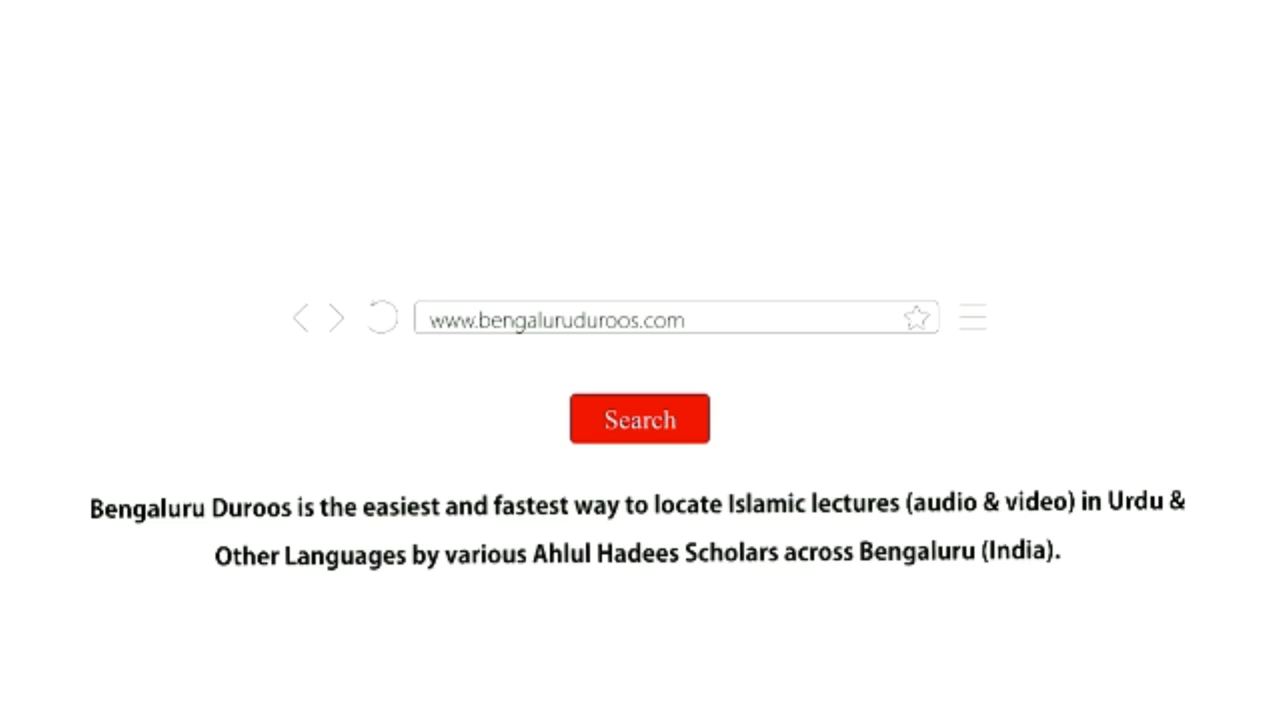 www.bengaluruduroos.com
Search
Bengaluru Duroos is the easiest and fastest way to locate Islamic lectures (audio & video) in Urdu &
Other Languages by various Ahlul Hadees Scholars across Bengaluru (India).